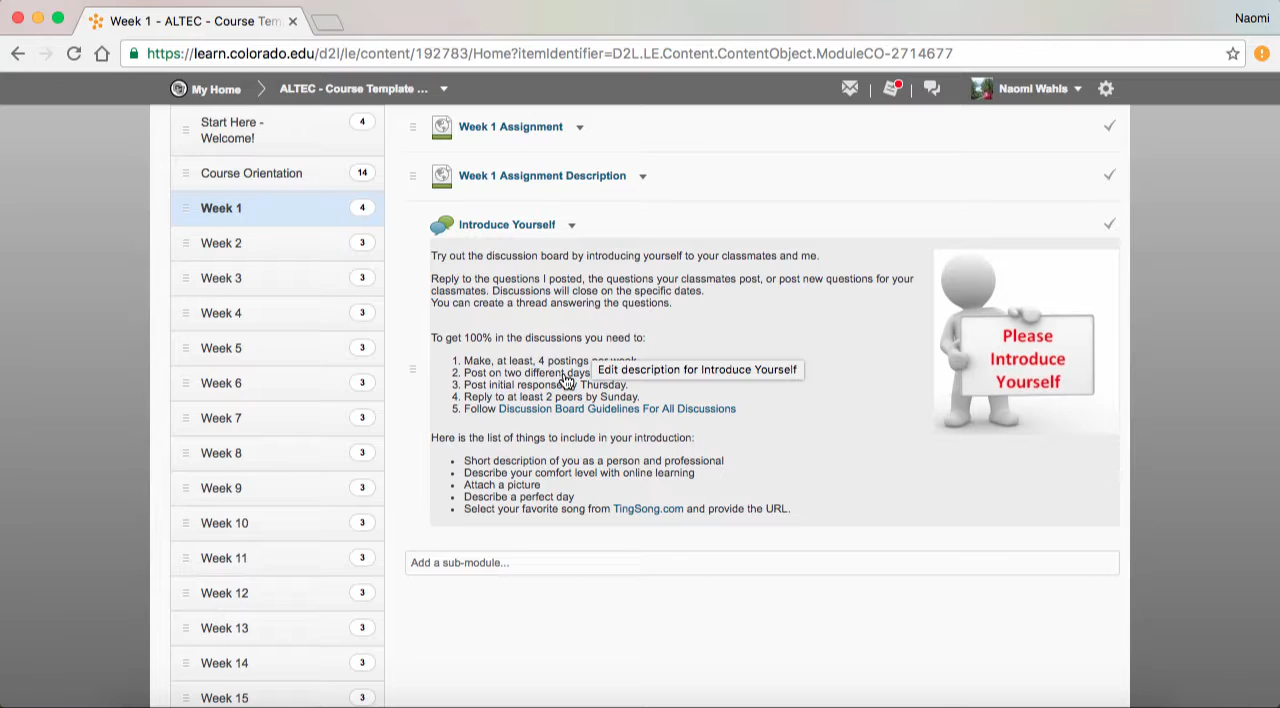 Week 1 - ALTEC - Course Tem
Naomi
https://learn.colorado.edu/d2l/le/content/192783/Home?itemIdentifier=D2L.LE.Content.ContentObject.ModuleCO-2714677
My Home
ALTEC - Course Template ...
Naomi Wahls
Start Here - Welcome! 4
Course Orientation 14
Week 1 4
Week 2 3
Week 3 3
Week 4 3
Week 5 3
Week 6 3
Week 7 3
Week 8 3
Week 9 3
Week 10 3
Week 11 3
Week 12 3
Week 13 3
Week 14 3
Week 15 3
Week 1 Assignment
Week 1 Assignment Description
Introduce Yourself
Try out the discussion board by introducing yourself to your classmates and me.
Reply to the questions I posted, the questions your classmates post, or post new questions for your
classmates. Discussions will close on the specific dates.
You can create a thread answering the questions.
To get 100% in the discussions you need to:
1. Make, at least, 4 postings per week.
2. Post on two different days
Edit description for Introduce Yourself
3. Post initial response by Thursday.
4. Reply to at least 2 peers by Sunday.
5. Follow Discussion Board Guidelines For All Discussions
Here is the list of things to include in your introduction:
• Short description of you as a person and professional
• Describe your comfort level with online learning
• Attach a picture
• Describe a perfect day
• Select your favorite song from TingSong.com and provide the URL.
Please
Introduce
Yourself
Add a sub-module...